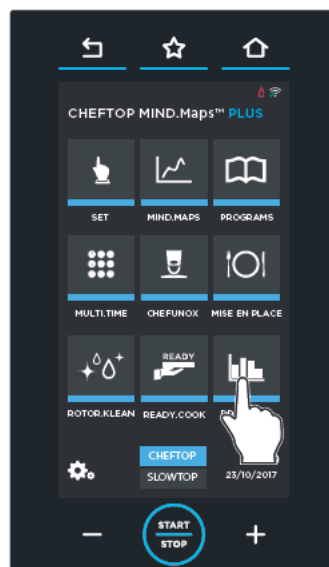 CHEFTOP MIND.Maps™ PLUS
SET MIND.MAPS PROGRAMS
MULTI.TIME CHEFUNOX MISE EN PLACE
READY
ROTOR.KLEAN READY.COOK
CHEFTOP
SLOWTOP 23/10/2017
START
STOP